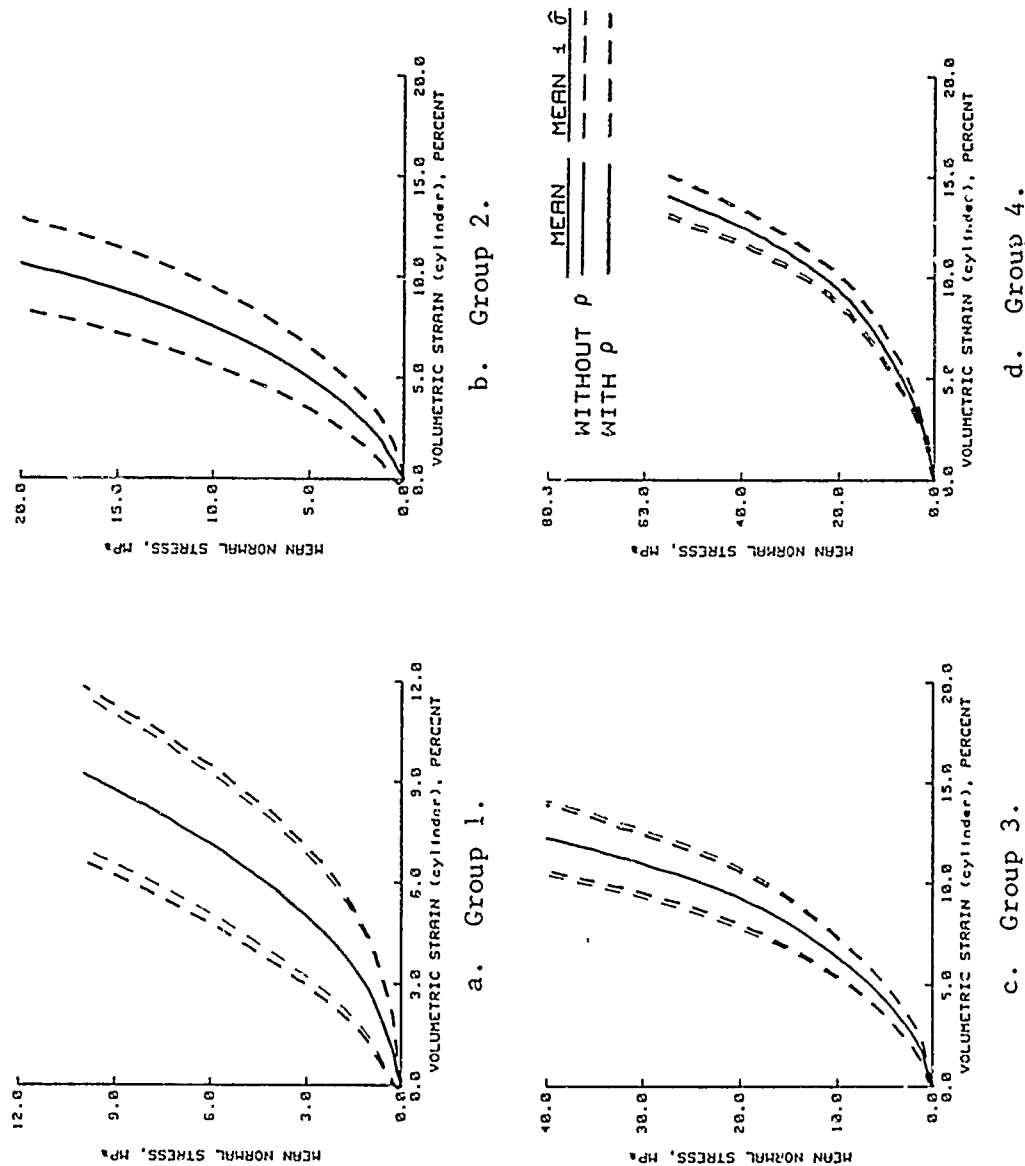 12.0
9.0
6.0
3.0
0.0
MEAN NORMAL STRESS, MPa
0.0 3.0 6.0 9.0 12.0
VOLUMETRIC STRAIN (cylinder), PERCENT
a. Group 1.
20.0
15.0
10.0
5.0
0.0
MEAN NORMAL STRESS, MPa
0.0 5.0 10.0 15.0 20.0
VOLUMETRIC STRAIN (cylinder), PERCENT
b. Group 2.
40.0
30.0
20.0
10.0
0.0
MEAN NORMAL STRESS, MPa
0.0 5.0 10.0 15.0 20.0
VOLUMETRIC STRAIN (cylinder), PERCENT
c. Group 3.
MEAN MEAN ± σ̂
WITHOUT ρ
WITH ρ
80.0
60.0
40.0
20.0
0.0
MEAN NORMAL STRESS, MPa
0.0 5.0 10.0 15.0 20.0
VOLUMETRIC STRAIN (cylinder), PERCENT
d. Group 4.